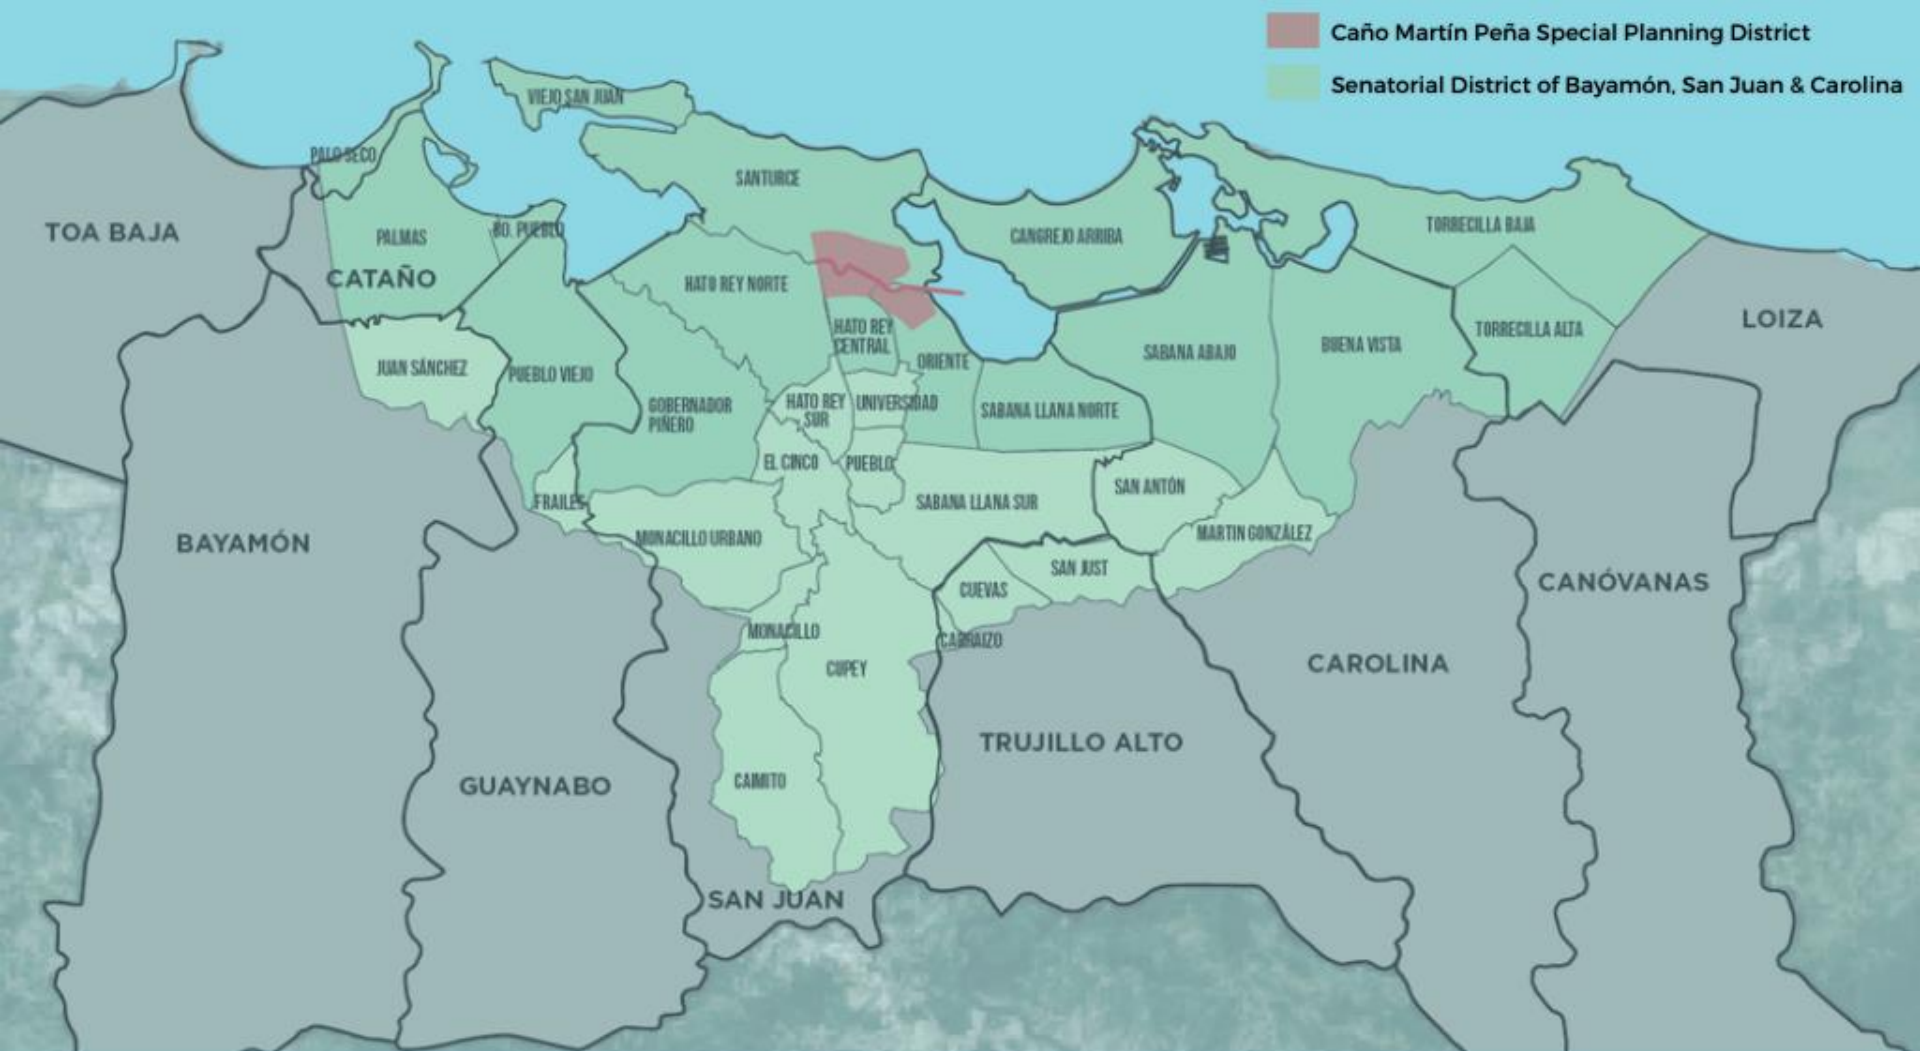 Caño Martín Peña Special Planning District
Senatorial District of Bayamón, San Juan & Carolina
VIEJO SAN JUAN
PALO SECO
SANTURCE
TOA BAJA
PALMAS
BO. PUEBLO
CANGREJO ARRIBA
TORRECILLA BAJA
CATAÑO
HATO REY NORTE
LOIZA
HATO REY
CENTRAL
TORRECILLA ALTA
BUENA VISTA
SABANA ABAJO
JUAN SÁNCHEZ
PUEBLO VIEJO
ORIENTE
GOBERNADOR
PIÑERO
HATO REY
SUR
UNIVERSIDAD
SABANA LLANA NORTE
EL CINCO
PUEBLO
FRAILES
SABANA LLANA SUR
SAN ANTÓN
BAYAMÓN
MONACILLO URBANO
MARTIN GONZÁLEZ
SAN JUST
CUEVAS
CANÓVANAS
MONACILLO
CARRAIZO
CUPEY
CAROLINA
TRUJILLO ALTO
CAIMITO
GUAYNABO
SAN JUAN